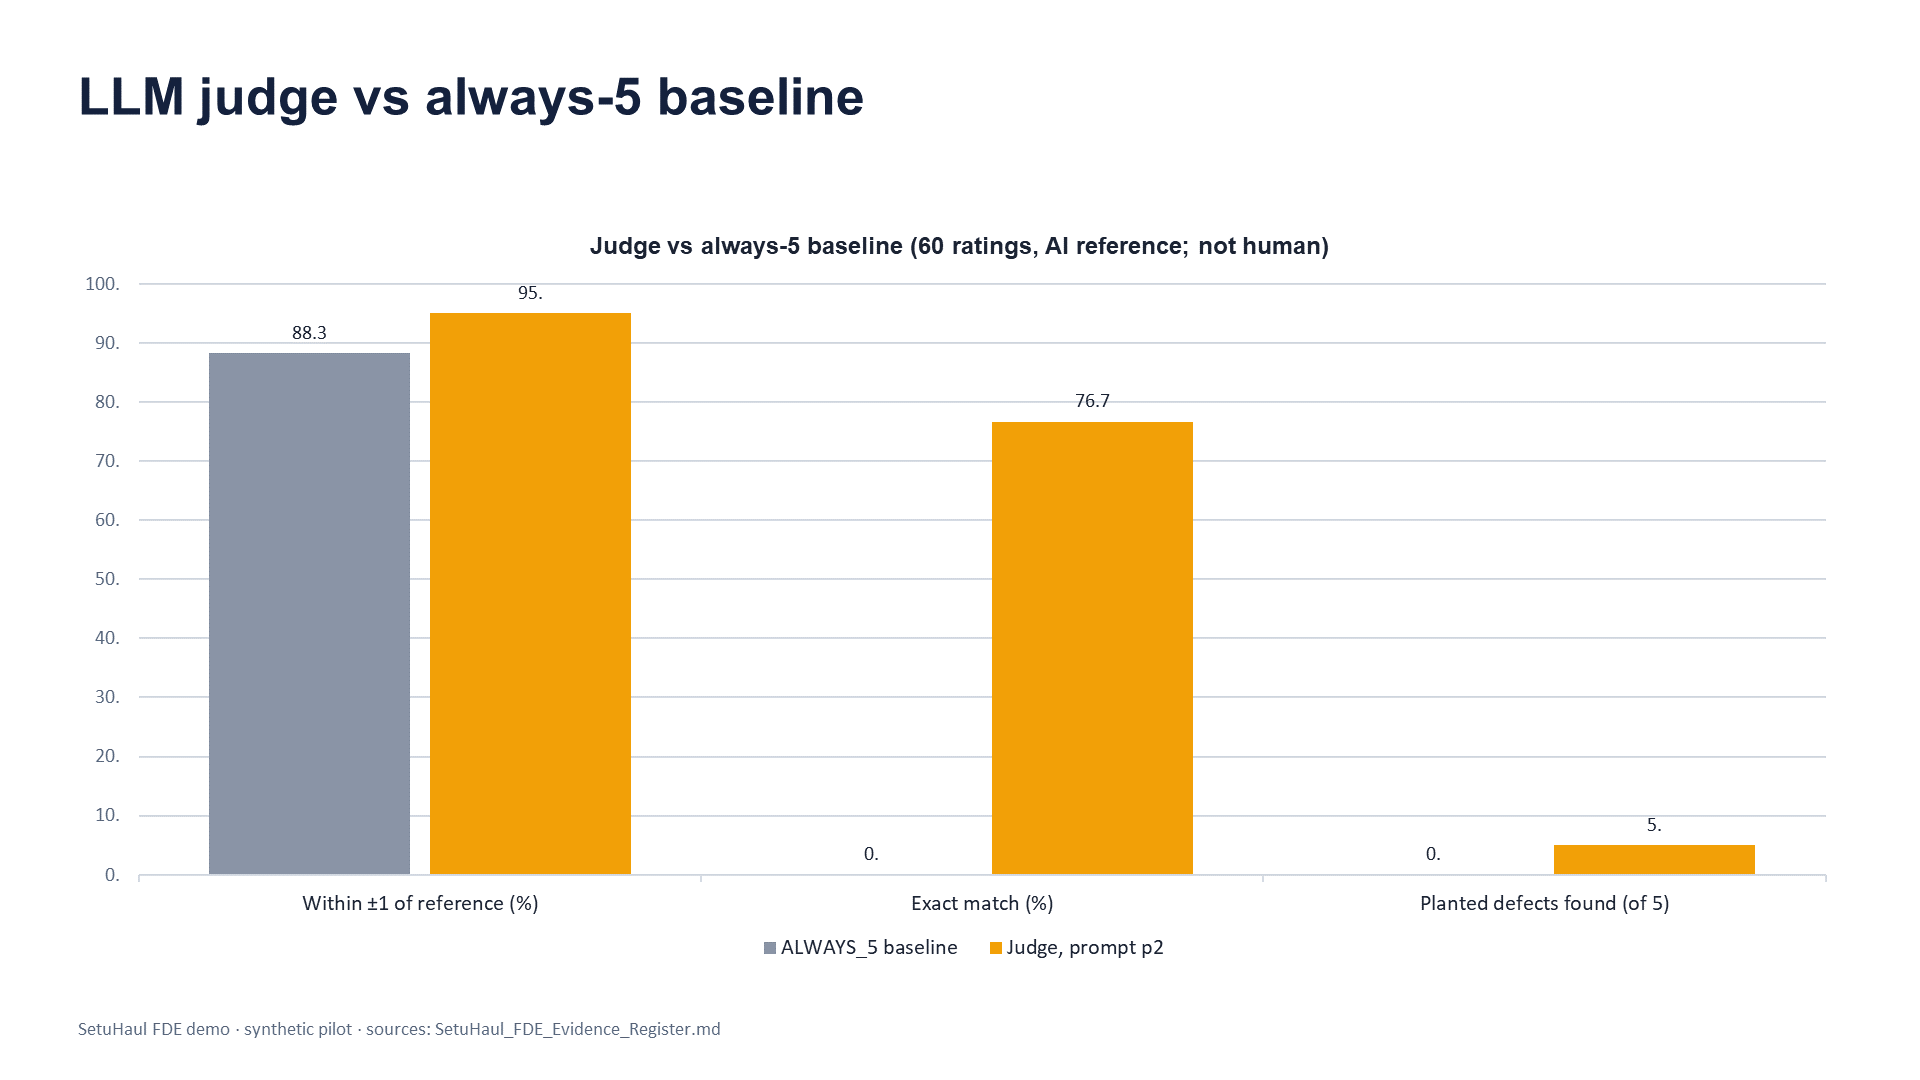 LLM judge vs always-5 baseline
Judge vs always-5 baseline (60 ratings, AI reference; not human)
100.
90.
80.
70.
60.
50.
40.
30.
20.
10.
0.
88.3
95.
0.
76.7
0.
5.
Within ±1 of reference (%)
Exact match (%)
Planted defects found (of 5)
ALWAYS_5 baseline
Judge, prompt p2
SetuHaul FDE demo · synthetic pilot · sources: SetuHaul_FDE_Evidence_Register.md